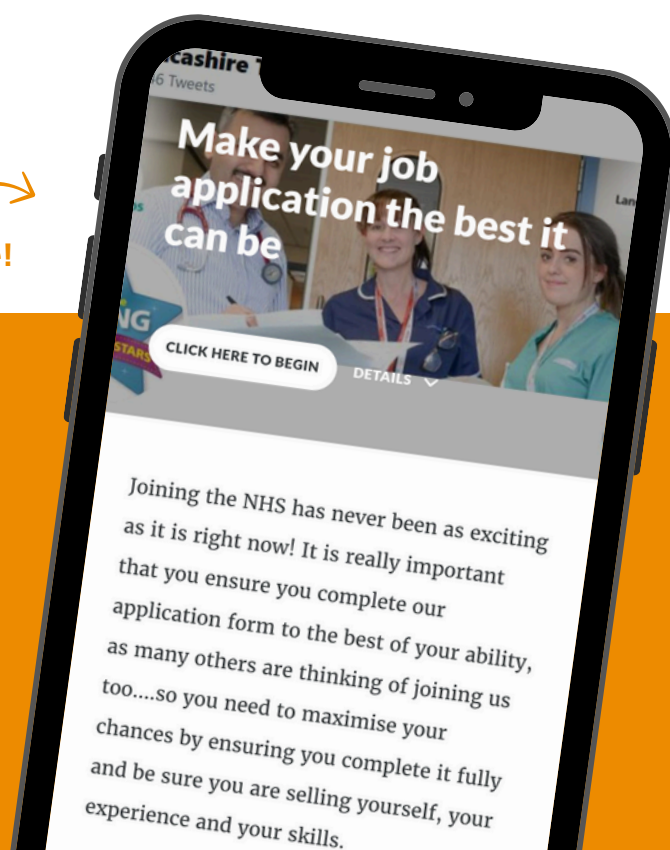 cashire T
6 Tweets
Make your job
application the best it
can be
Lan
NG
STARS
CLICK HERE TO BEGIN
DETAILS
!
Joining the NHS has never been as exciting
as it is right now! It is really important
that you ensure you complete our
application form to the best of your ability,
as many others are thinking of joining us
too....so you need to maximise your
chances by ensuring you complete it fully
and be sure you are selling yourself, your
experience and your skills.